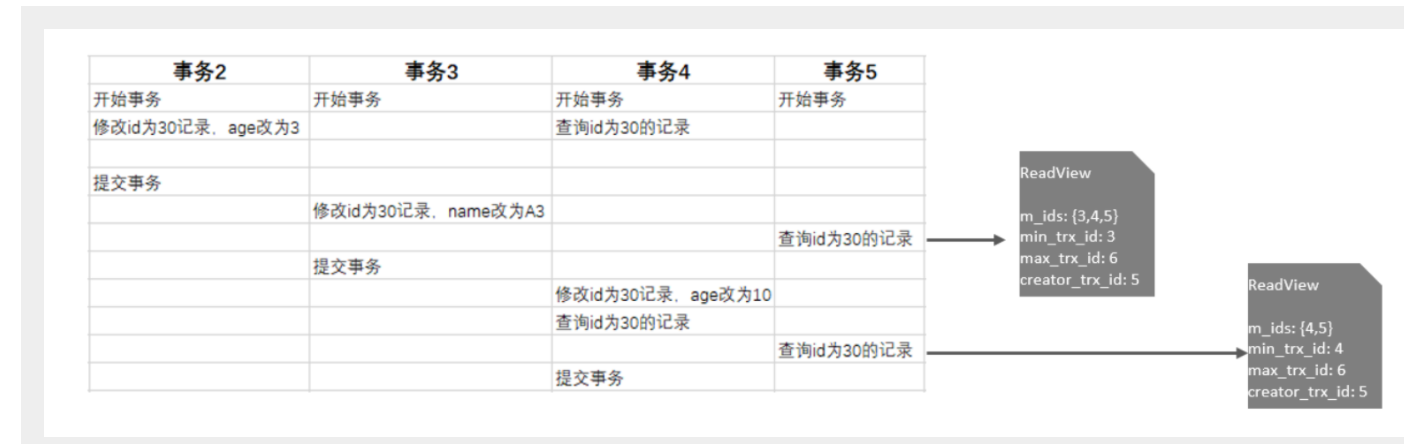 事务2 事务3 事务4 事务5
开始事务 开始事务 开始事务 开始事务
修改id为30记录，age改为3 查询id为30的记录
提交事务
修改id为30记录，name改为A3
查询id为30的记录
提交事务
修改id为30记录，age改为10
查询id为30的记录
查询id为30的记录
提交事务
ReadView
m_ids: {3,4,5}
min_trx_id: 3
max_trx_id: 6
creator_trx_id: 5
ReadView
m_ids: {4,5}
min_trx_id: 4
max_trx_id: 6
creator_trx_id: 5